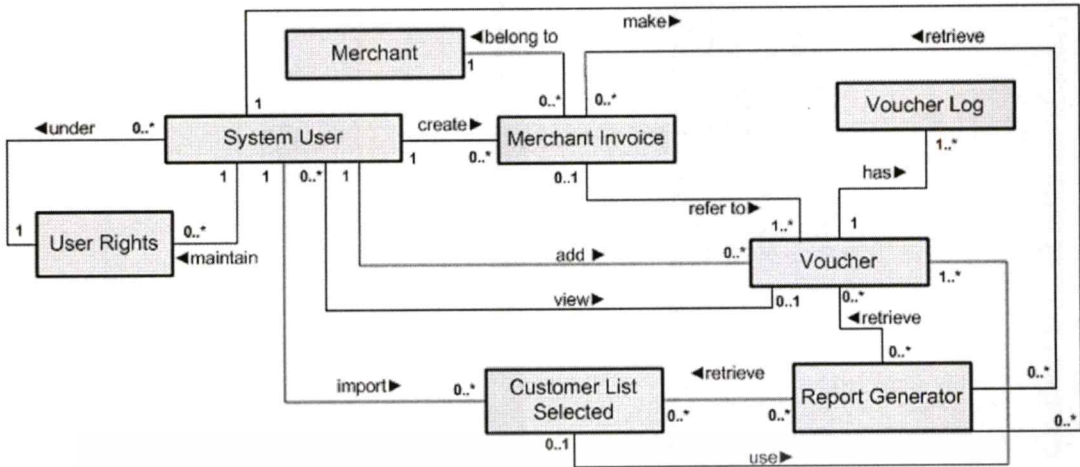 make▶
◀belong to
◀retrieve
Merchant
1
0..*
0..*
Voucher Log
1
◀under
0..*
System User
create▶
Merchant Invoice
1..*
1
0..*
0..1
has▶
1
1
0..*
1
refer to▶
1
User Rights
0..*
◀maintain
1..*
1
add▶
0..*
Voucher
1..*
view▶
0..1
0..*
◀retrieve
0..*
import▶
0..*
Customer List
Selected
◀retrieve
0..*
0..*
Report Generator
0..*
0..*
0..1
use▶